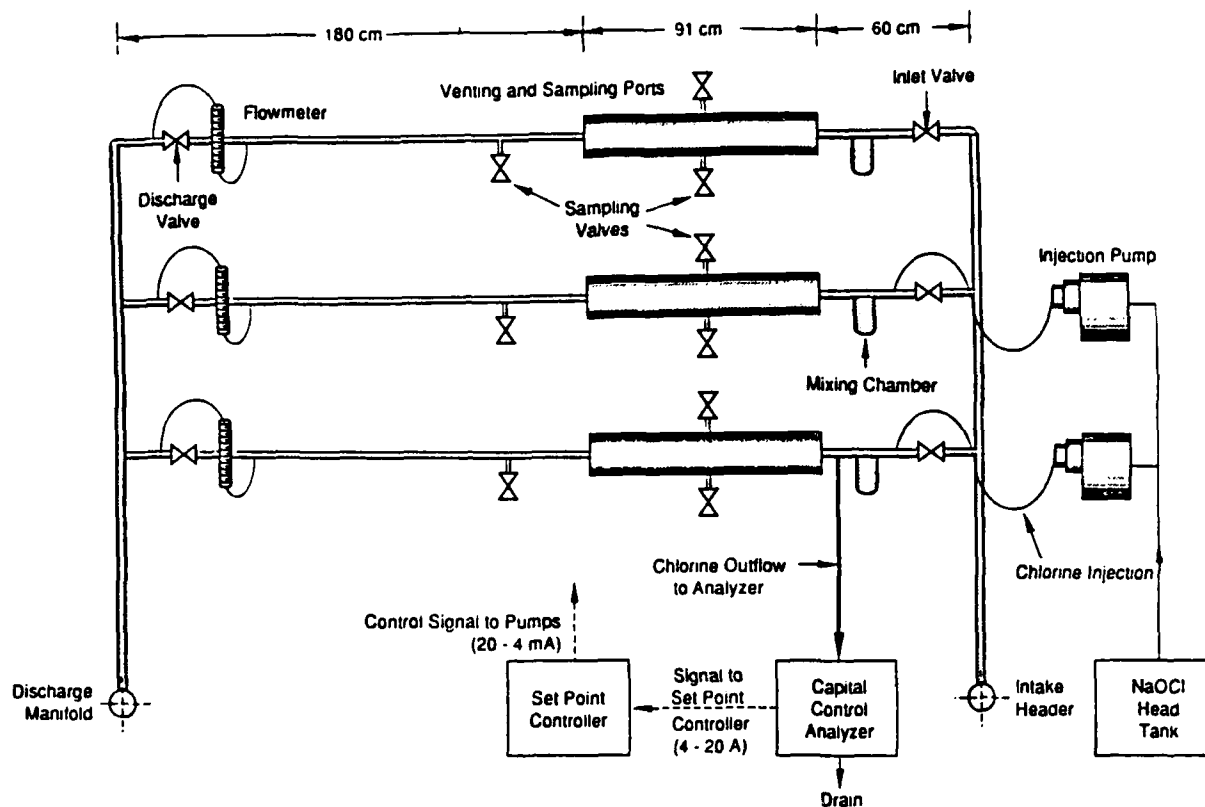 180 cm
91 cm
60 cm
Venting and Sampling Ports
Inlet Valve
Flowmeter
Discharge
Valve
Sampling
Valves
Injection Pump
Mixing Chamber
Chlorine Outflow
to Analyzer
Chlorine Injection
Control Signal to Pumps
(20 - 4 mA)
Discharge
Manifold
Set Point
Controller
Signal to
Set Point
Controller
(4 - 20 A)
Capital
Control
Analyzer
Intake
Header
NaOCl
Head
Tank
Drain